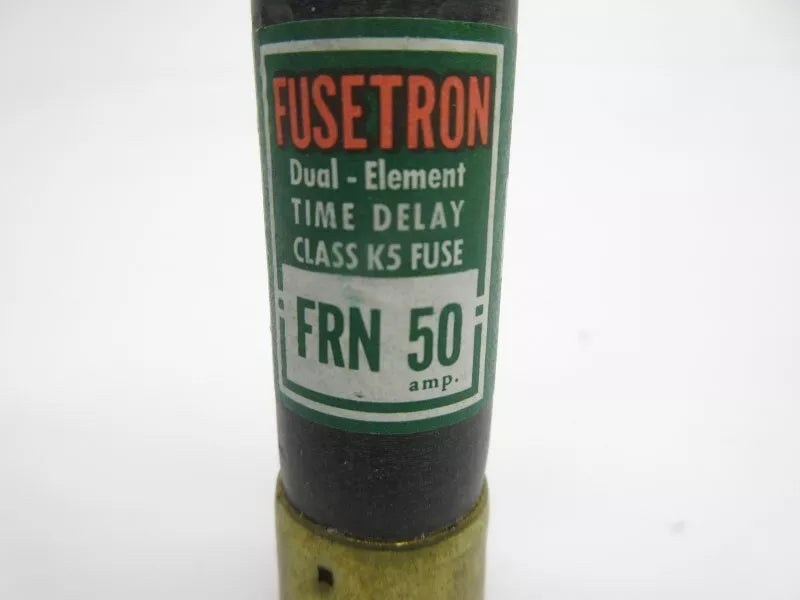 FUSETRON
Dual - Element
TIME DELAY
CLASS K5 FUSE
FRN 50
amp.